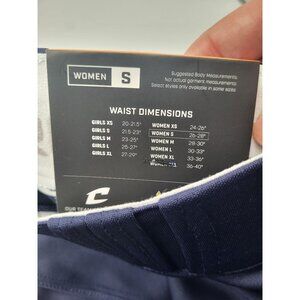 WOMEN S
Suggested Body Measurements
Not actual garment measurements
Select styles only available in some sizes
WAIST DIMENSIONS
GIRLS XS 20-21.5" WOMEN XS 24-26"
GIRLS S 21.5-23" WOMEN S 26-28"
GIRLS M 23-25" WOMEN M 28-30"
GIRLS L 25-27" WOMEN L 30-33"
GIRLS XL 27-29" WOMEN XL 33-36"
36-40"
OUR TEAM